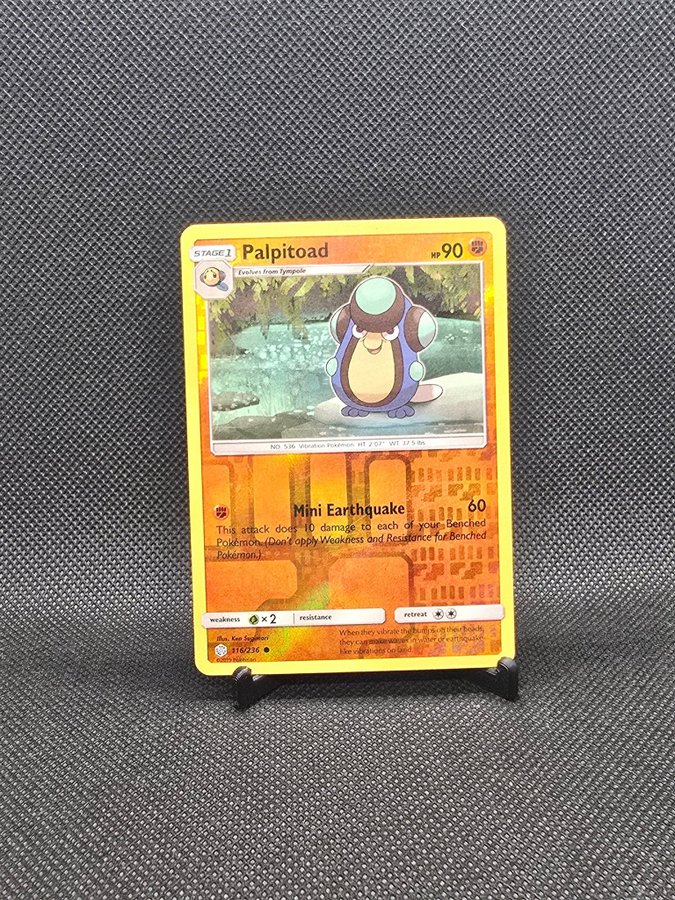 STAGE 1 Palpitoad HP 90
Evolves from Tympole
NO. 536 Vibration Pokémon HT 2'07" WT 37.5 lbs
Mini Earthquake 60
This attack does 10 damage to each of your Benched
Pokémon. (Don't apply Weakness and Resistance for Benched
Pokémon.)
weakness × 2 resistance retreat
Illus. Ken Sugimori
When they vibrate the bumps on their heads,
they can make waves in water or earthquake-
like vibrations on land.
116/236
©2019 Pokémon